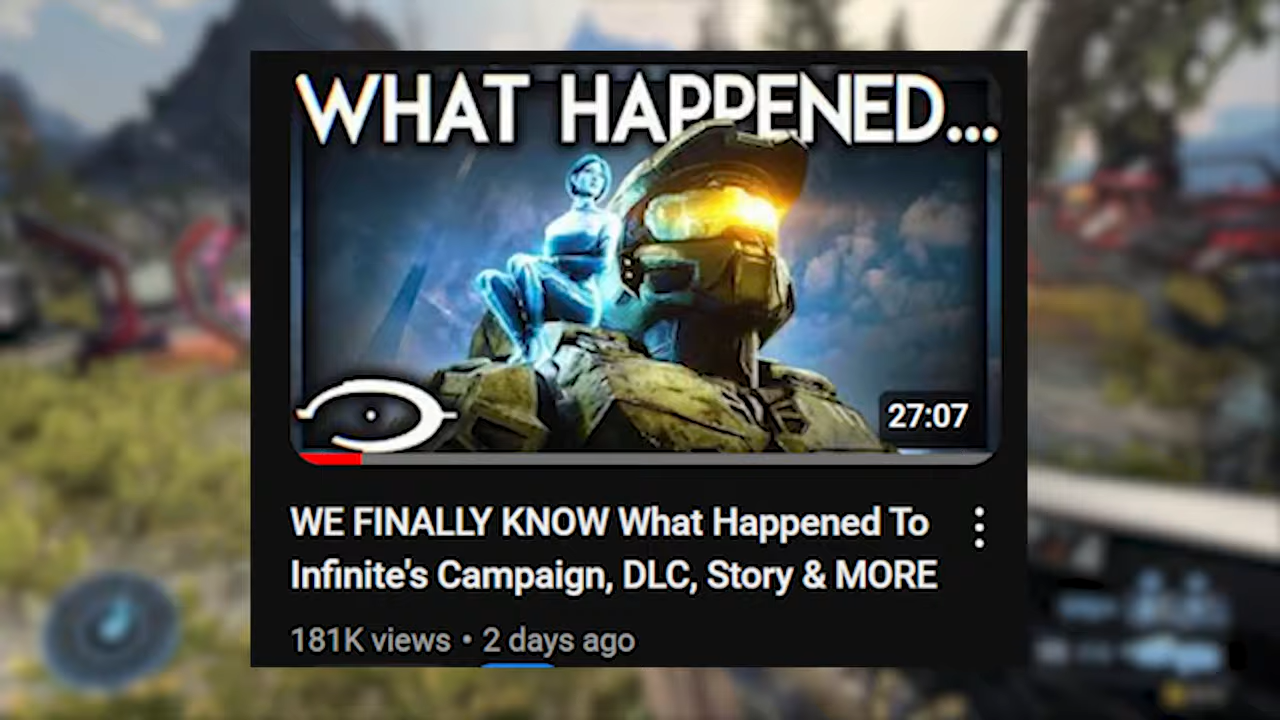 WHAT HAPPENED...
27:07
WE FINALLY KNOW What Happened To
Infinite's Campaign, DLC, Story & MORE
181K views • 2 days ago